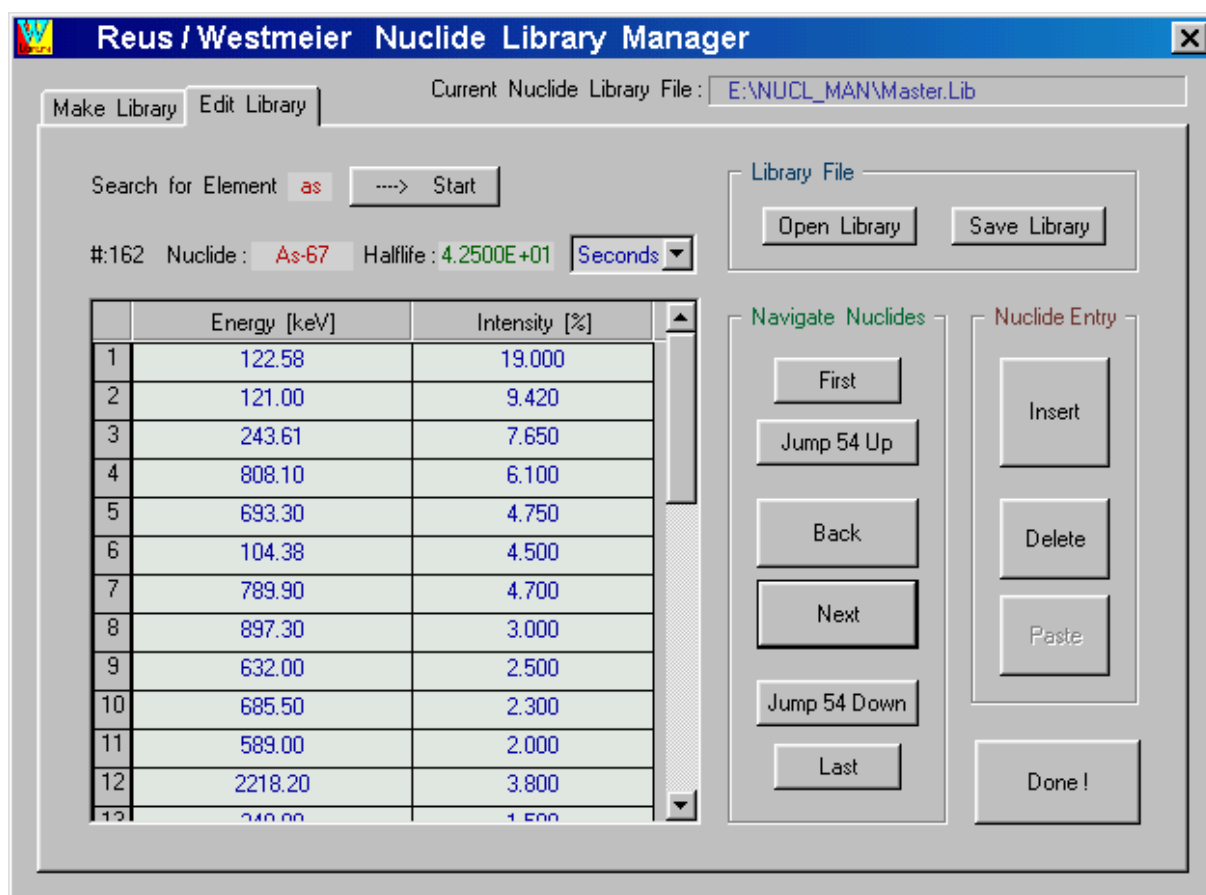 Reus / Westmeier Nuclide Library Manager
Current Nuclide Library File : E:\NUCL_MAN\Master.Lib
Make Library Edit Library
Search for Element as ----> Start
#:162 Nuclide : As-67 Halflife : 4.2500E+01 Seconds
Energy [keV] Intensity [%]
1 122.58 19.000
2 121.00 9.420
3 243.61 7.650
4 808.10 6.100
5 693.30 4.750
6 104.38 4.500
7 789.90 4.700
8 897.30 3.000
9 632.00 2.500
10 685.50 2.300
11 589.00 2.000
12 2218.20 3.800
Library File
Open Library Save Library
Navigate Nuclides
First
Jump 54 Up
Back
Next
Jump 54 Down
Last
Nuclide Entry
Insert
Delete
Paste
Done !